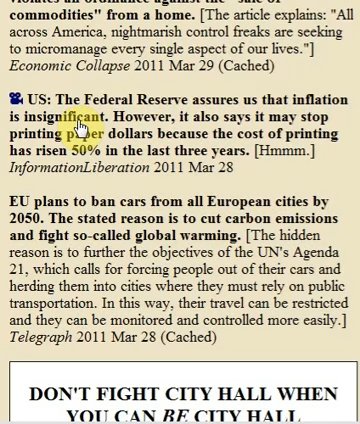 violates an ordinance against the "sale of
commodities" from a home. [The article explains: "All
across America, nightmarish control freaks are seeking
to micromanage every single aspect of our lives."]
Economic Collapse 2011 Mar 29 (Cached)
US: The Federal Reserve assures us that inflation
is insignificant. However, it also says it may stop
printing paper dollars because the cost of printing
has risen 50% in the last three years. [Hmmm.]
InformationLiberation 2011 Mar 28
EU plans to ban cars from all European cities by
2050. The stated reason is to cut carbon emissions
and fight so-called global warming. [The hidden
reason is to further the objectives of the UN's Agenda
21, which calls for forcing people out of their cars and
herding them into cities where they must rely on public
transportation. In this way, their travel can be restricted
and they can be monitored and controlled more easily.]
Telegraph 2011 Mar 28 (Cached)
DON'T FIGHT CITY HALL WHEN
YOU CAN BE CITY HALL